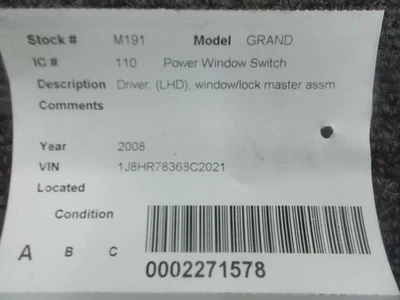 Stock # M191 Model GRAND
IC # 110 Power Window Switch
Description Driver, (LHD), window/lock master assm
Comments
Year 2008
VIN 1J8HR78368C2021
Located
Condition
A B C
0002271578